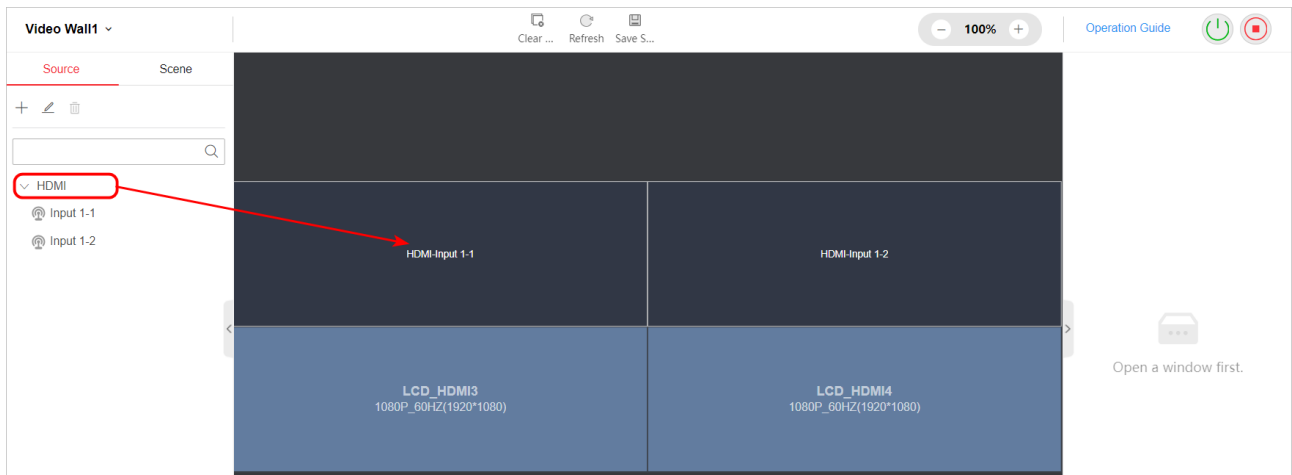 Video Wall1
Clear ... Refresh Save S...
100%
Operation Guide
Source Scene
HDMI
Input 1-1
Input 1-2
HDMI-Input 1-1
HDMI-Input 1-2
LCD_HDMI3
1080P_60HZ(1920*1080)
LCD_HDMI4
1080P_60HZ(1920*1080)
Open a window first.